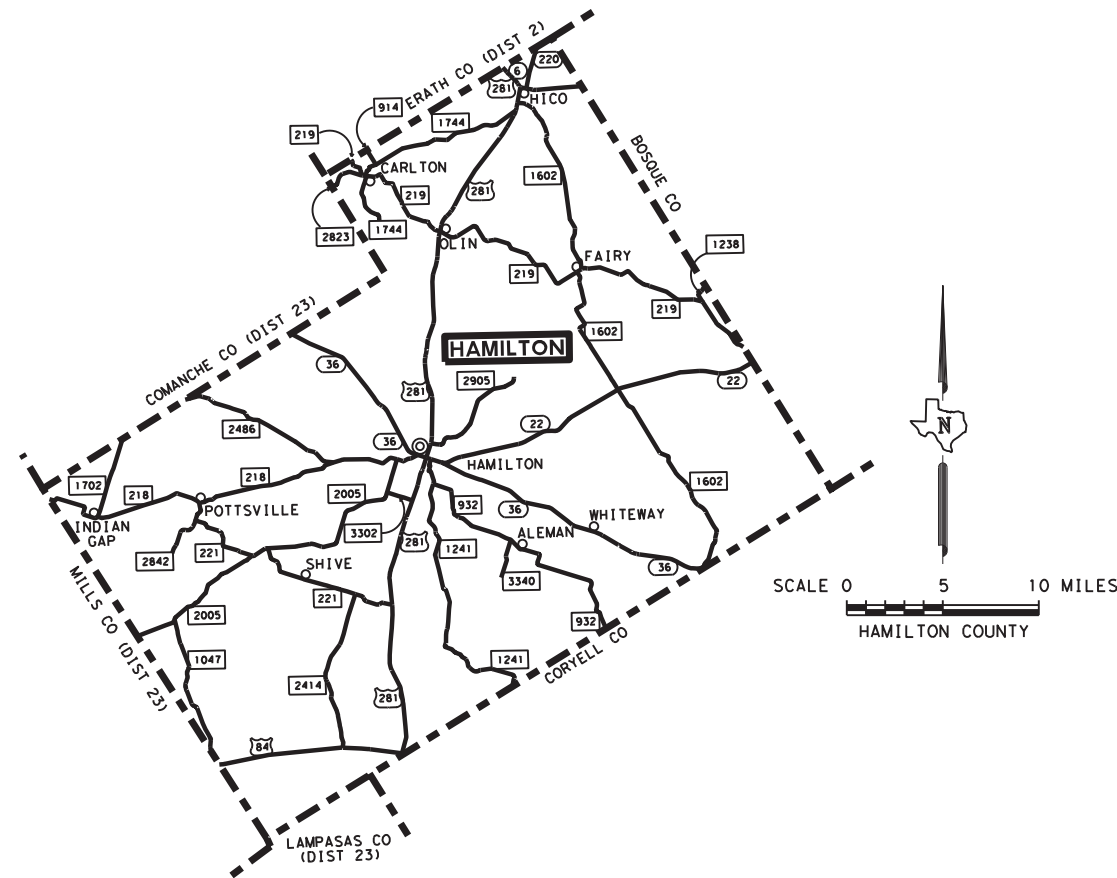 ERATH CO (DIST 2)
220
6
281
HICO
914
1744
219
CARLTON
BOSQUE CO
281
1602
219
2823
1744
OLIN
1238
FAIRY
219
219
COMANCHE CO (DIST 23)
1602
HAMILTON
36
2905
22
281
2486
36
22
HAMILTON
1702
218
218
2005
932
1602
POTTSVILLE
36
WHITEWAY
INDIAN
GAP
3302
ALEMAN
281
1241
2842
221
SHIVE
3340
36
N
SCALE 0 5 10 MILES
HAMILTON COUNTY
221
2005
932
MILLS CO (DIST 23)
CORYELL CO
1047
1241
2414
281
84
LAMPASAS CO
(DIST 23)